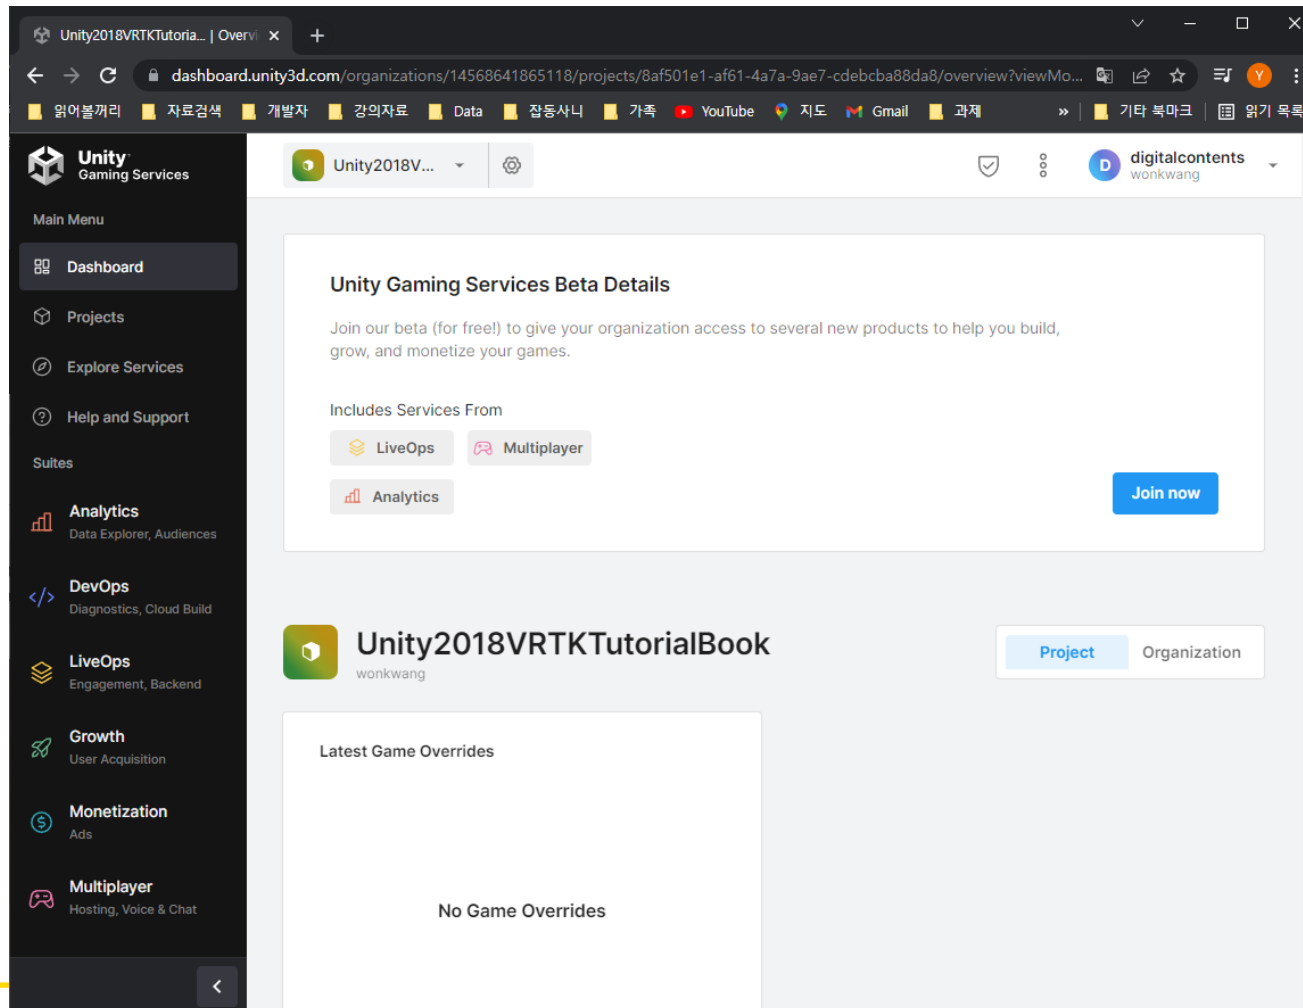 Unity2018VRTKTutoria... | Overvi
dashboard.unity3d.com/organizations/14568641865118/projects/8af501e1-af61-4a7a-9ae7-cdebcba88da8/overview?viewMo...
Y
읽어볼꺼리 자료검색 개발자 강의자료 Data 잡동사니 가족 YouTube 지도 Gmail 과제 » 기타 북마크 읽기 목록
Unity
Gaming Services
Unity2018V...
D
digitalcontents
wonkwang
Main Menu
Dashboard
Projects
Explore Services
Help and Support
Suites
Analytics
Data Explorer, Audiences
DevOps
Diagnostics, Cloud Build
LiveOps
Engagement, Backend
Growth
User Acquisition
Monetization
Ads
Multiplayer
Hosting, Voice & Chat
Unity Gaming Services Beta Details
Join our beta (for free!) to give your organization access to several new products to help you build,
grow, and monetize your games.
Includes Services From
LiveOps Multiplayer
Analytics
Join now
Unity2018VRTKTutorialBook
wonkwang
Project Organization
Latest Game Overrides
No Game Overrides